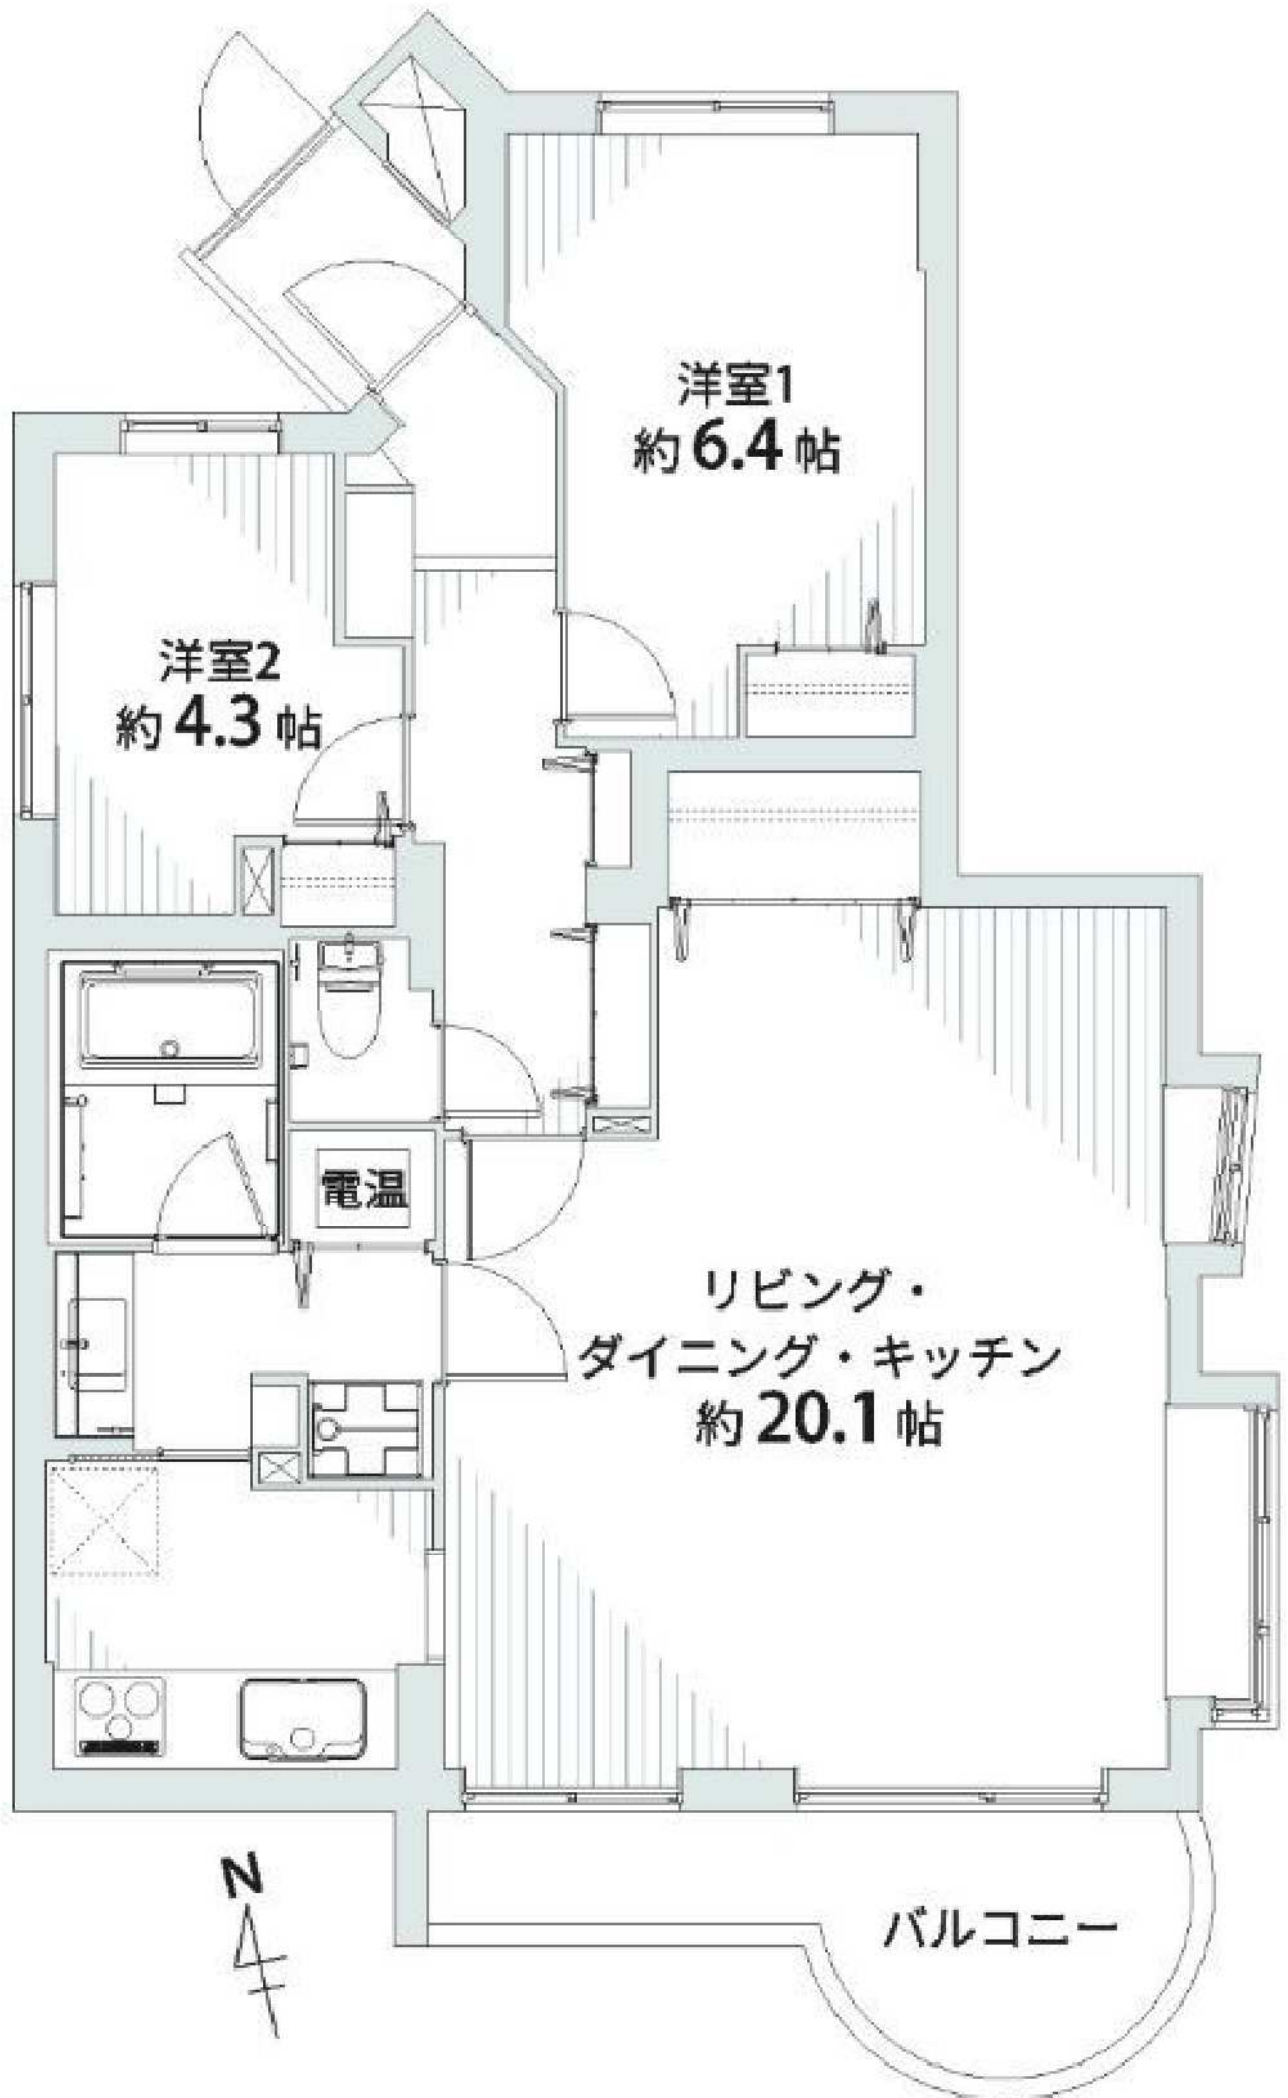 洋室1
約 6.4 帖
洋室2
約 4.3 帖
電温
リビング・
ダイニング・キッチン
約 20.1 帖
N
バルコニー